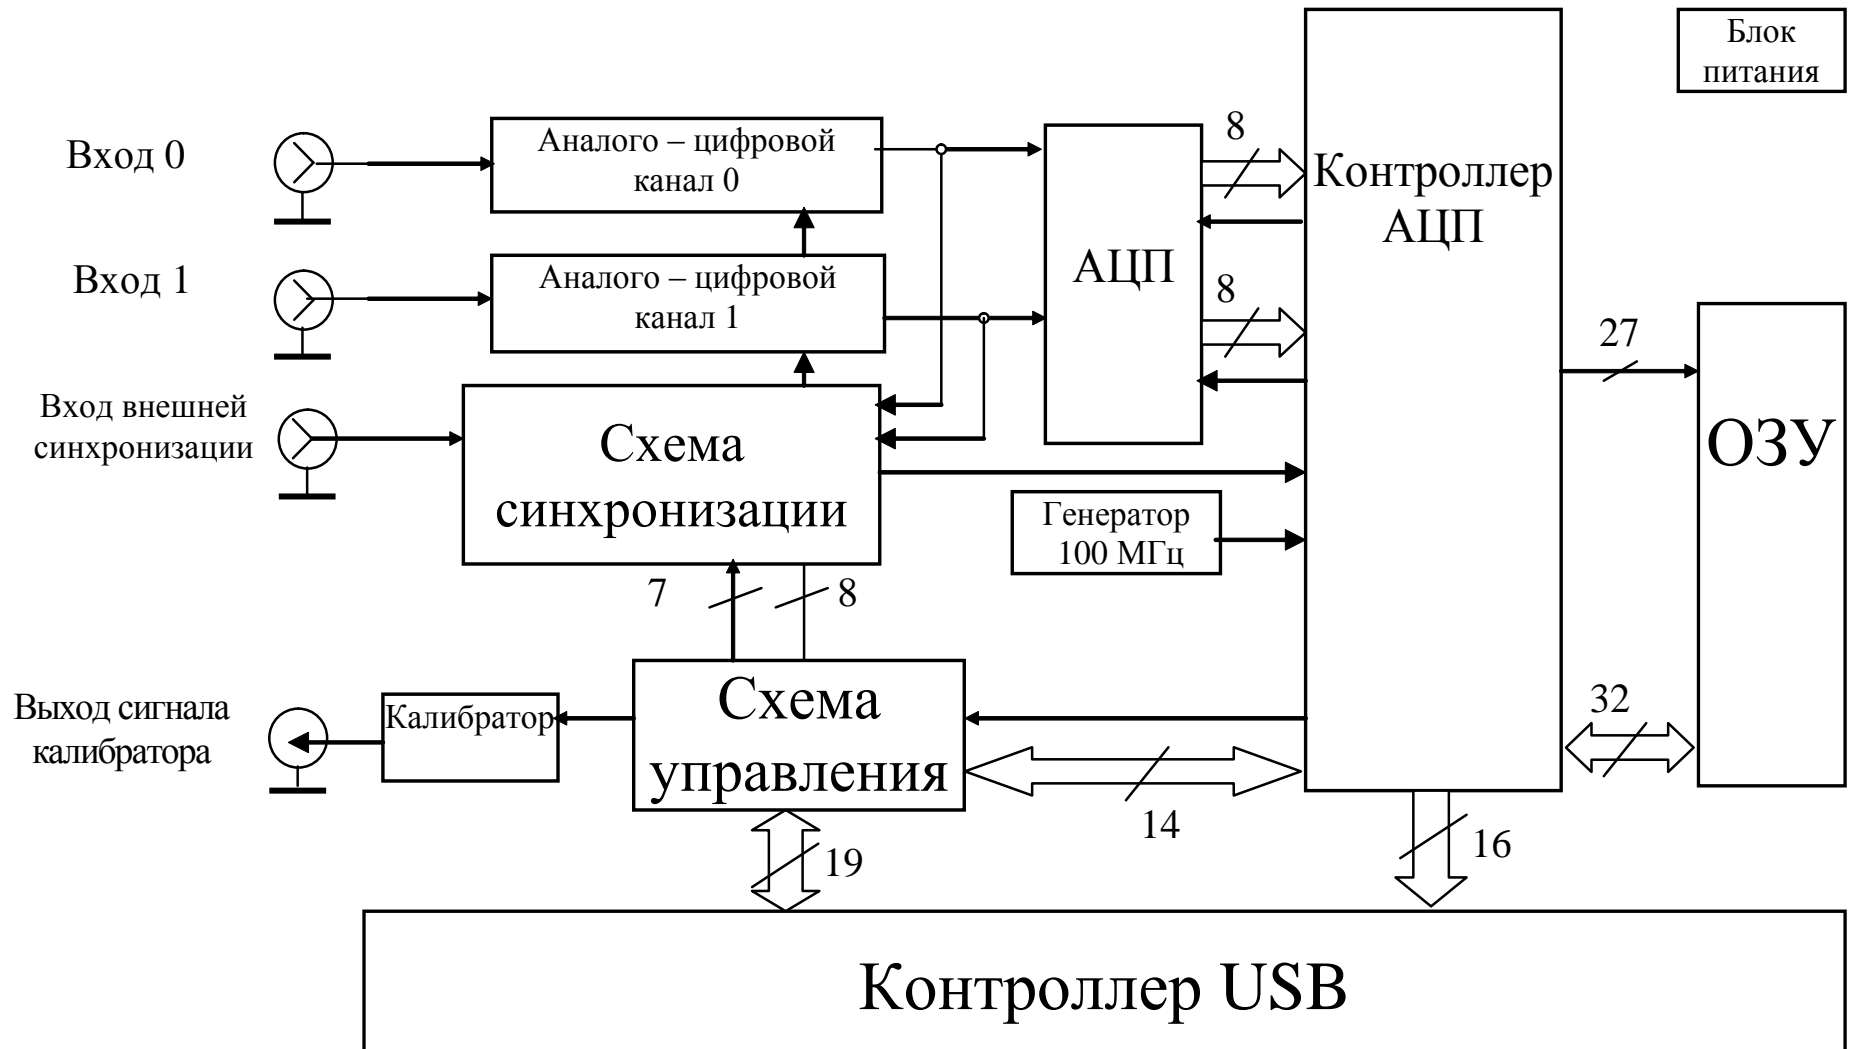 Блок
питания
Вход 0
Аналого – цифровой
канал 0
8
Контроллер
АЦП
Вход 1
Аналого – цифровой
канал 1
АЦП
8
27
Вход внешней
синхронизации
Схема
синхронизации
ОЗУ
Генератор
100 МГц
7
8
Выход сигнала
калибратора
Калибратор
Схема
управления
32
14
19
16
Контроллер USB